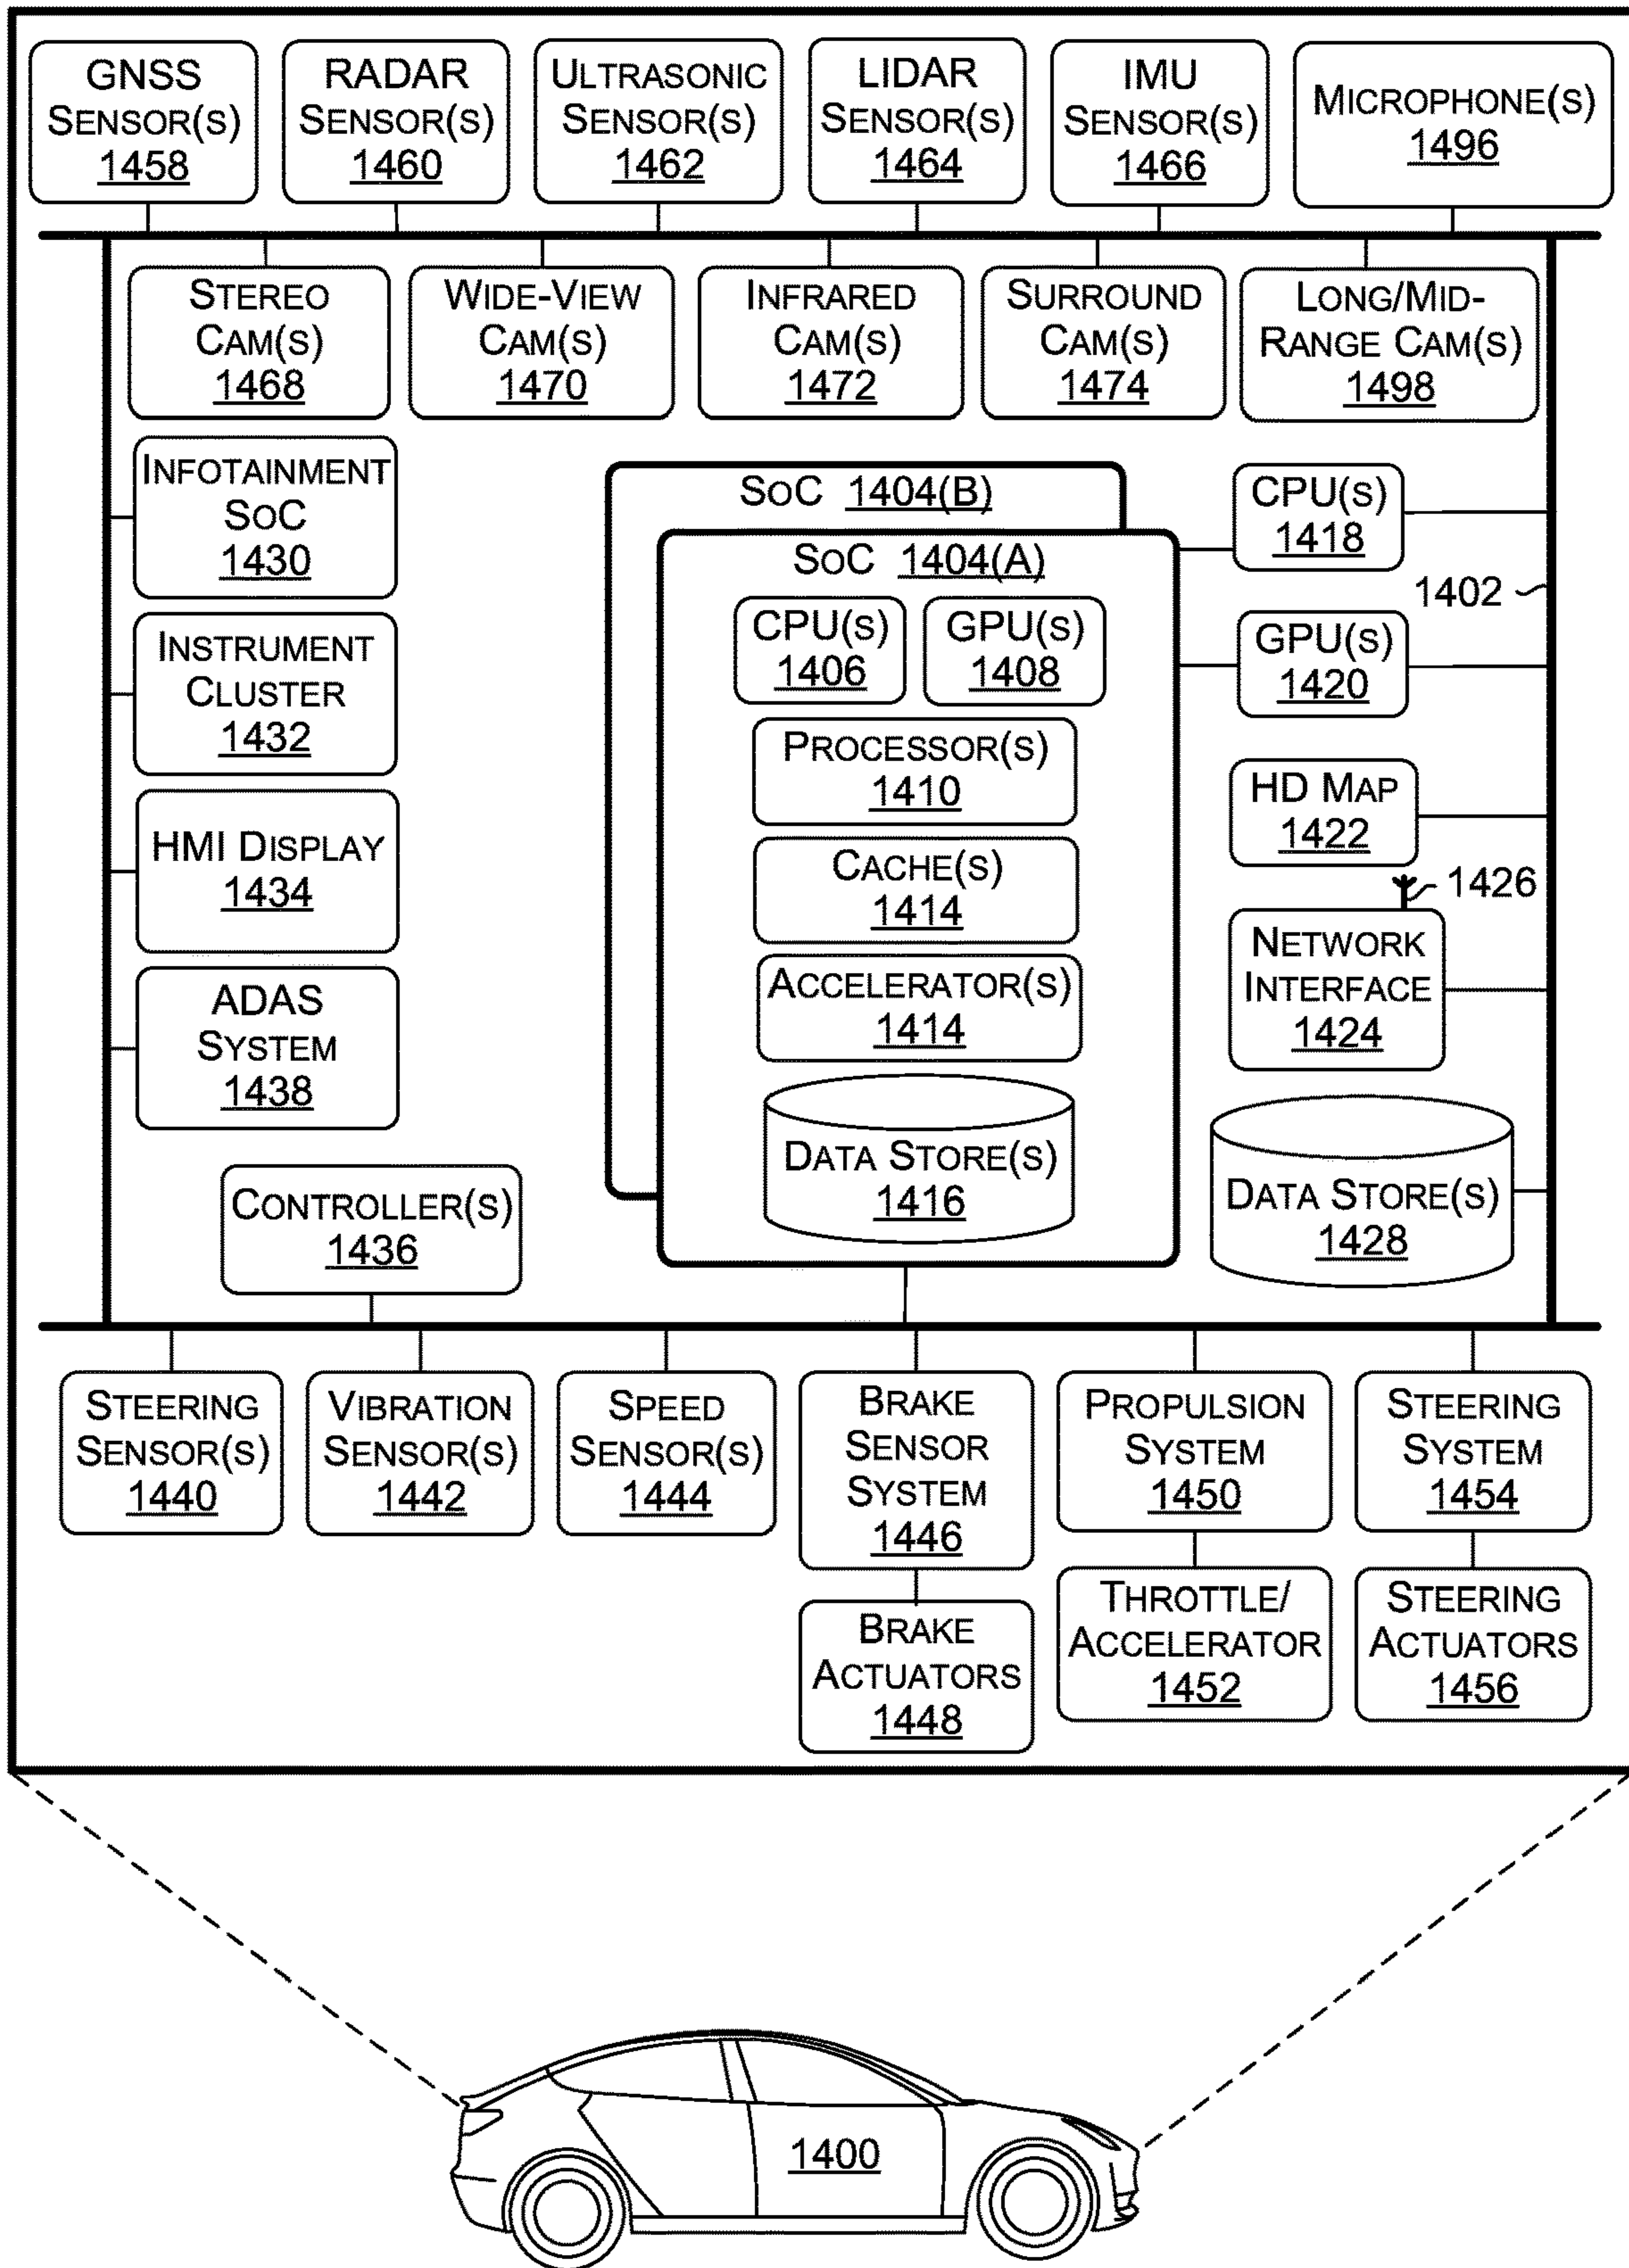 GNSS
SENSOR(S)
1458
RADAR
SENSOR(S)
1460
ULTRASONIC
SENSOR(S)
1462
LIDAR
SENSOR(S)
1464
IMU
SENSOR(S)
1466
MICROPHONE(S)
1496
STEREO
CAM(S)
1468
WIDE-VIEW
CAM(S)
1470
INFRARED
CAM(S)
1472
SURROUND
CAM(S)
1474
LONG/MID-
RANGE CAM(S)
1498
INFOTAINMENT
SOC
1430
INSTRUMENT
CLUSTER
1432
HMI DISPLAY
1434
ADAS
SYSTEM
1438
CONTROLLER(S)
1436
SOC 1404(B)
SOC 1404(A)
CPU(S)
1406
GPU(S)
1408
PROCESSOR(S)
1410
CACHE(S)
1414
ACCELERATOR(S)
1414
DATA STORE(S)
1416
CPU(S)
1418
1402
GPU(S)
1420
HD MAP
1422
1426
NETWORK
INTERFACE
1424
DATA STORE(S)
1428
STEERING
SENSOR(S)
1440
VIBRATION
SENSOR(S)
1442
SPEED
SENSOR(S)
1444
BRAKE
SENSOR
SYSTEM
1446
BRAKE
ACTUATORS
1448
PROPULSION
SYSTEM
1450
THROTTLE/
ACCELERATOR
1452
STEERING
SYSTEM
1454
STEERING
ACTUATORS
1456
1400